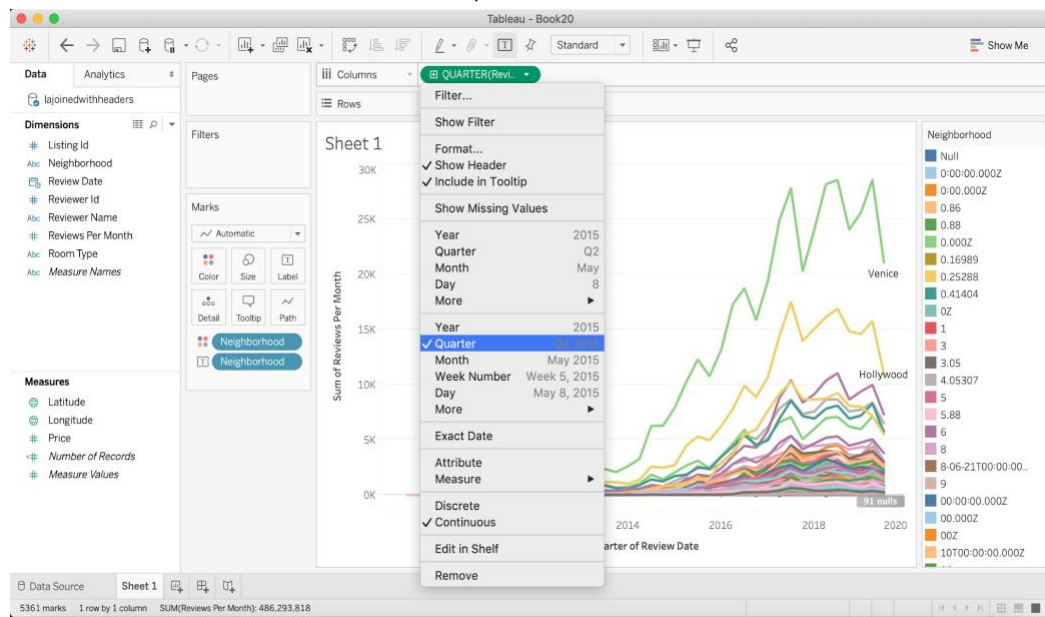 Tableau - Book20
Standard
Show Me
Data
Analytics
lajoinedwithheaders
Dimensions
# Listing Id
Abc Neighborhood
Review Date
# Reviewer Id
Abc Reviewer Name
# Reviews Per Month
Abc Room Type
Abc Measure Names
Measures
Latitude
Longitude
# Price
=# Number of Records
# Measure Values
Pages
Filters
Marks
Automatic
Color Size Label
Detail Tooltip Path
Neighborhood
T Neighborhood
Columns
QUARTER(Revi..
Rows
Sheet 1
30K
25K
20K
15K
10K
5K
0K
Sum of Reviews Per Month
Filter...
Show Filter
Format...
Show Header
Include in Tooltip
Show Missing Values
Year 2015
Quarter Q2
Month May
Day 8
More
Year 2015
Quarter Q2 2015
Month May 2015
Week Number Week 5, 2015
Day May 8, 2015
More
Exact Date
Attribute
Measure
Discrete
Continuous
Edit in Shelf
Remove
Venice
Hollywood
91 nulls
2014 2016 2018 2020
arter of Review Date
Neighborhood
Null
0:00:00.000Z
0:00.000Z
0.86
0.88
0.000Z
0.16989
0.25288
0.41404
0Z
1
3
3.05
4.05307
5
5.88
6
8
8-06-21T00:00:00..
9
00:00:00.000Z
00.000Z
00Z
10T00:00:00.000Z
Data Source
Sheet 1
5361 marks 1 row by 1 column SUM(Reviews Per Month): 486,293,818